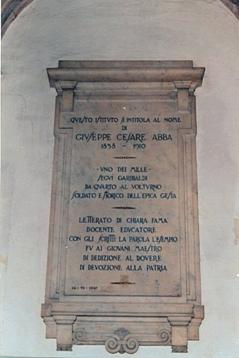 QUESTO ISTITUTO S'INTITOLA AL NOME
DI
GIUSEPPE CESARE ABBA
1838 - 1910
- UNO DEI MILLE -
SEGUÌ GARIBALDI
DA QUARTO AL VOLTURNO
SOLDATO E STORICO DELL'EPICA GESTA
LETTERATO DI CHIARA FAMA
DOCENTE EDUCATORE
CON GLI SCRITTI LA PAROLA L'ESEMPIO
FU AI GIOVANI MAESTRO
DI DEDIZIONE AL DOVERE
DI DEVOZIONE ALLA PATRIA